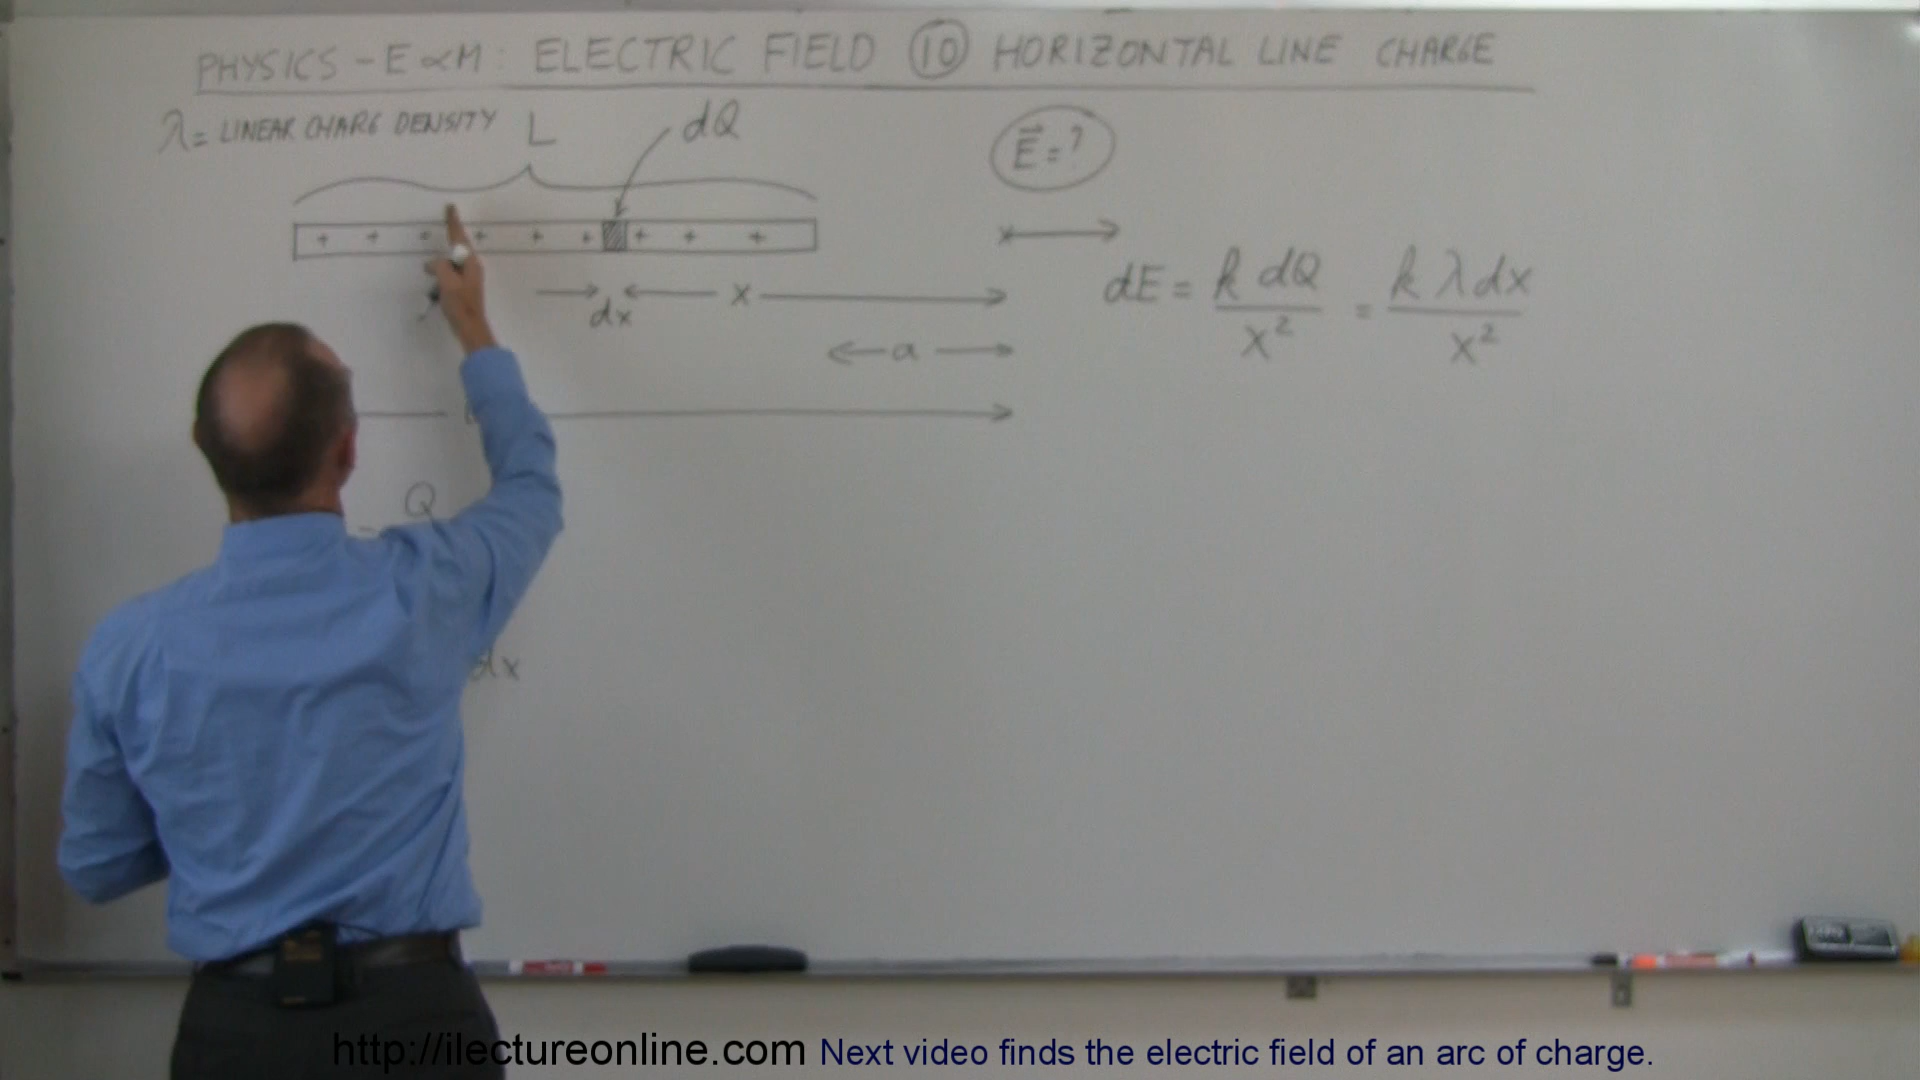 PHYSICS - E & M: ELECTRIC FIELD 10 HORIZONTAL LINE CHARGE
λ = LINEAR CHARG DENSITY
L
dQ
E = ?
+ + + + + + + + +
dx
x
dE = k dQ / x² = k λ dx / x²
a
Q
dx
http://ilectureonline.com Next video finds the electric field of an arc of charge.